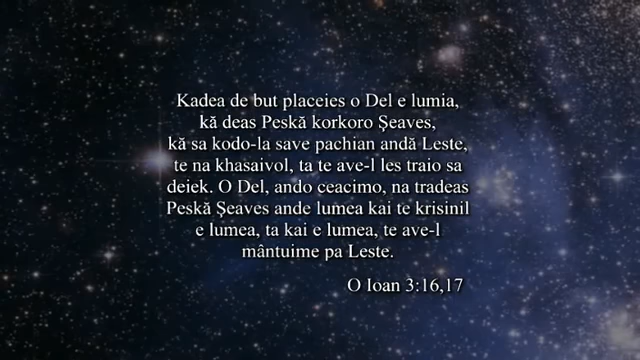 Kadea de but placeies o Del e lumia,
kă deas Peskă korkoro Șeaves,
kă sa kodo-la save pachian andă Leste,
te na khasaivol, ta te ave-l les traio sa
deiek. O Del, ando ceacimo, na tradeas
Peskă Șeaves ande lumea kai te krisinil
e lumea, ta kai e lumea, te ave-l
mântuime pa Leste.
O Ioan 3:16,17